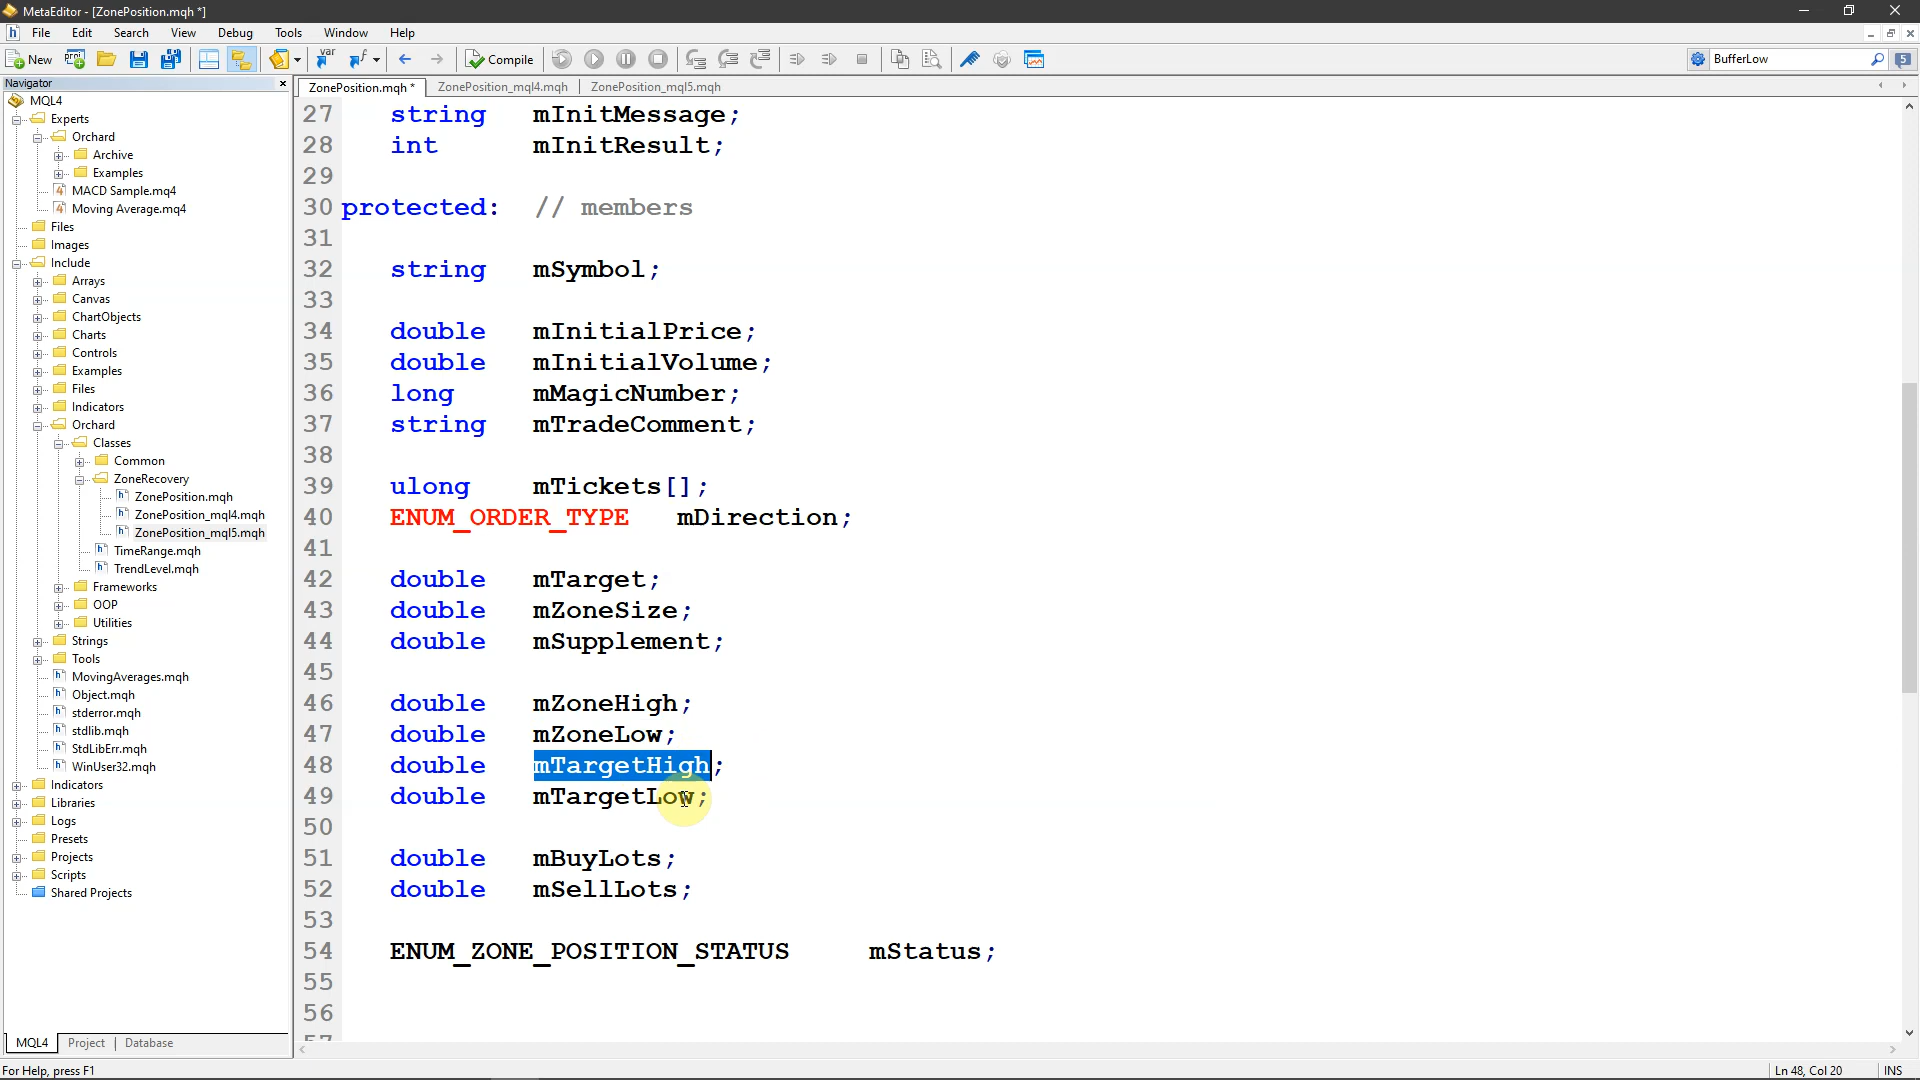 MetaEditor - [ZonePosition.mqh *]
File Edit Search View Debug Tools Window Help
New Compile BufferLow 5
Navigator
MQL4
Experts
Orchard
Archive
Examples
MACD Sample.mq4
Moving Average.mq4
Files
Images
Include
Arrays
Canvas
ChartObjects
Charts
Controls
Examples
Files
Indicators
Orchard
Classes
Common
ZoneRecovery
ZonePosition.mqh
ZonePosition_mql4.mqh
ZonePosition_mql5.mqh
TimeRange.mqh
TrendLevel.mqh
Frameworks
OOP
Utilities
Strings
Tools
MovingAverages.mqh
Object.mqh
stderror.mqh
stdlib.mqh
StdLibErr.mqh
WinUser32.mqh
Indicators
Libraries
Logs
Presets
Projects
Scripts
Shared Projects
MQL4 Project Database
ZonePosition.mqh * ZonePosition_mql4.mqh ZonePosition_mql5.mqh
27 string mInitMessage;
28 int mInitResult;
29
30 protected: // members
31
32 string mSymbol;
33
34 double mInitialPrice;
35 double mInitialVolume;
36 long mMagicNumber;
37 string mTradeComment;
38
39 ulong mTickets[];
40 ENUM_ORDER_TYPE mDirection;
41
42 double mTarget;
43 double mZoneSize;
44 double mSupplement;
45
46 double mZoneHigh;
47 double mZoneLow;
48 double mTargetHigh;
49 double mTargetLow;
50
51 double mBuyLots;
52 double mSellLots;
53
54 ENUM_ZONE_POSITION_STATUS mStatus;
55
56
57
For Help, press F1 Ln 48, Col 20 INS